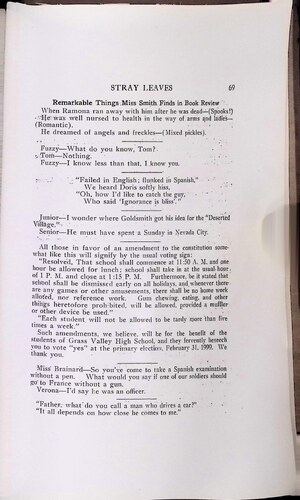 STRAY LEAVES 69
Remarkable Things Miss Smith Finds in Book Review
When Ramona ran away with him after he was dead—(Spooks!)
He was well nursed to health in the way of arms and ladies—
(Romantic).
He dreamed of angels and freckles—(Mixed pickles).
Fuzzy—What do you know, Tom?
Tom—Nothing.
Fuzzy—I know less than that, I know you.
"Failed in English; flunked in Spanish,"
We heard Doris softly hiss,
"Oh, how I'd like to catch the guy,
Who said 'Ignorance is bliss'."
Junior—I wonder where Goldsmith got his idea for the "Deserted
Village."
Senior—He must have spent a Sunday in Nevada City.
All those in favor of an amendment to the constitution some-
what like this will signify by the usual voting sign:
"Resolved, That school shall commence at 11:50 A. M. and one
hour be allowed for lunch; school shall take in at the usual hour
of 1 P. M. and close at 1:15 P. M. Furthermore, be it stated that
school shall be dismissed early on all holidays, and whenever there
are any games or other amusements, there shall be no home work
alloted, nor reference work. Gum chewing, eating, and other
things heretofore prohibited, will be allowed, provided a muffler
or other device be used."
"Each student will not be allowed to be tardy more than five
times a week."
Such amendments, we believe, will be for the benefit of the
students of Grass Valley High School, and they fervently beseech
you to vote "yes" at the primary election, February 31, 1909. We
thank you.
Miss Brainard—So you've come to take a Spanish examination
without a pen. What would you say if one of our soldiers should
go to France without a gun.
Verona—I'd say he was an officer.
"Father, what do you call a man who drives a car?"
"It all depends on how close he comes to me."